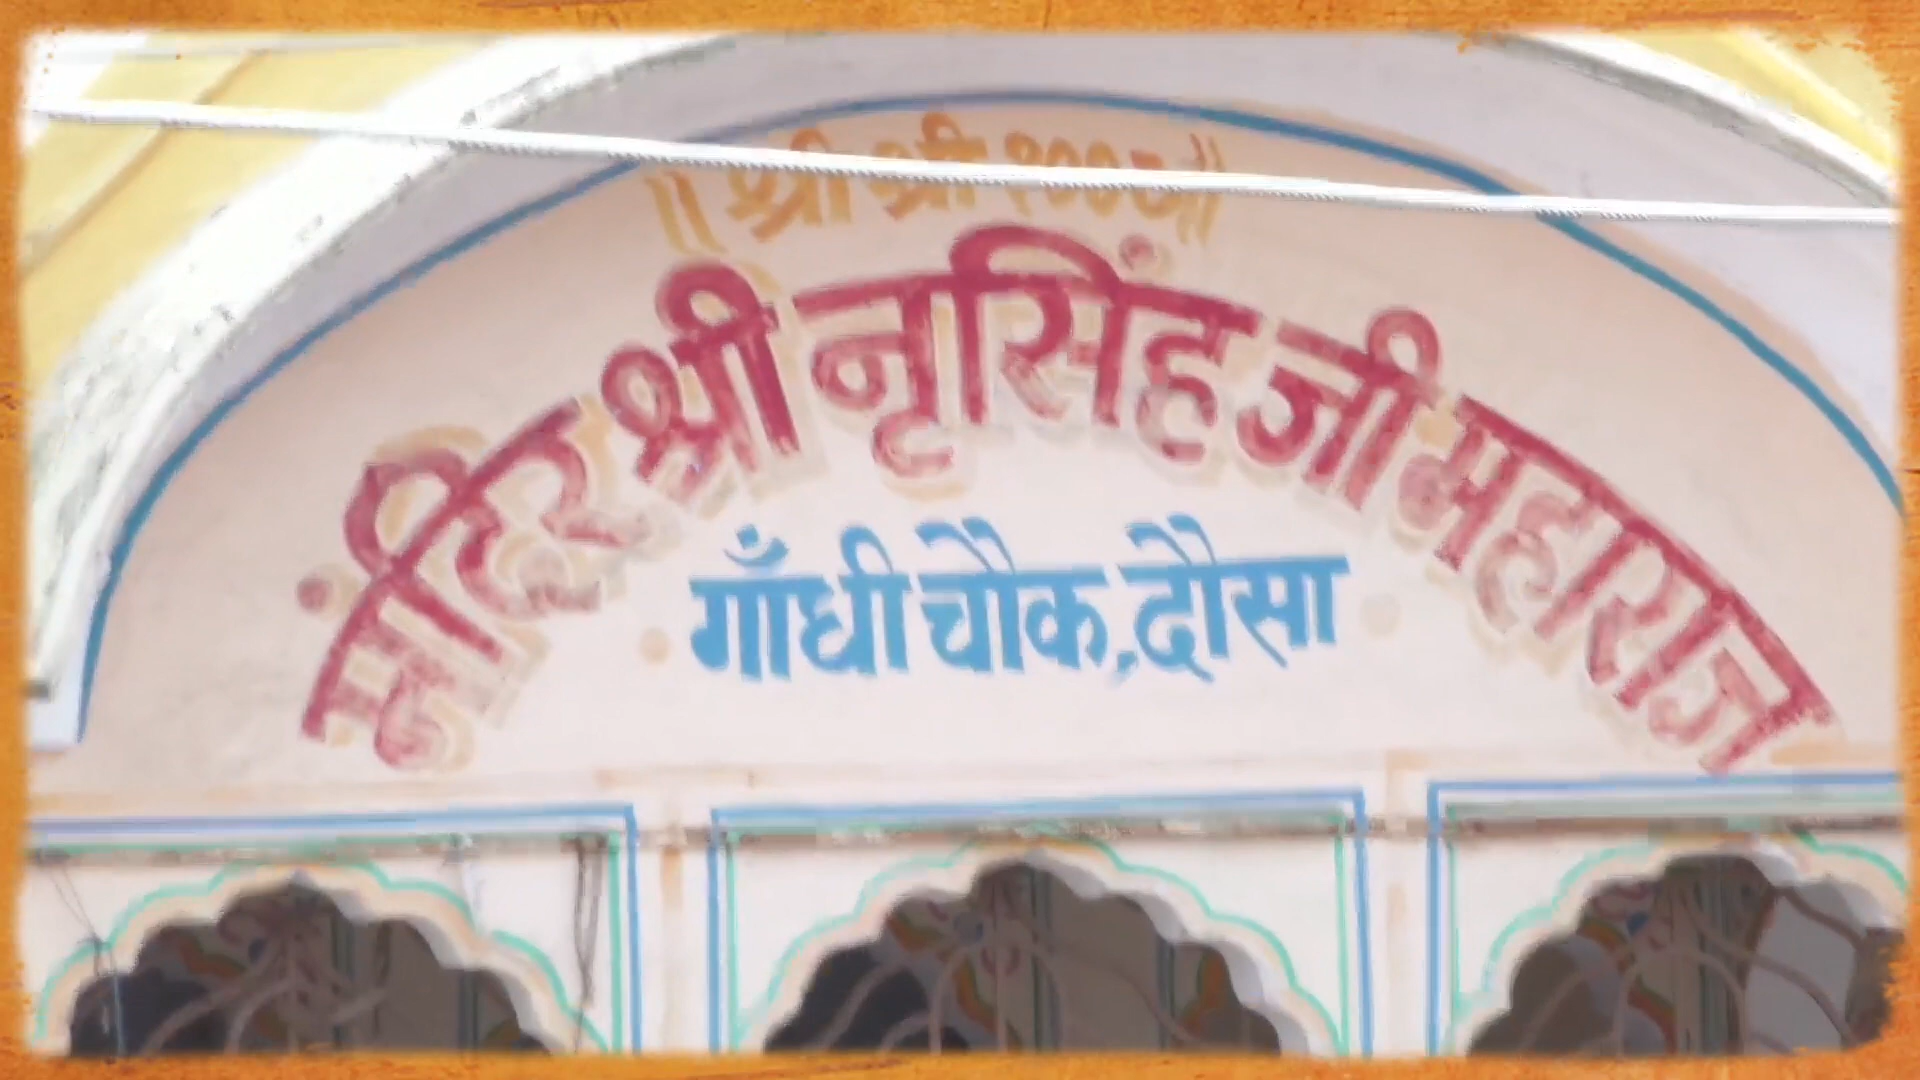 ॥ श्री श्री १००८ ॥
मंदिर श्री नृसिंह जी महाराज
गाँधी चौक, दौसा